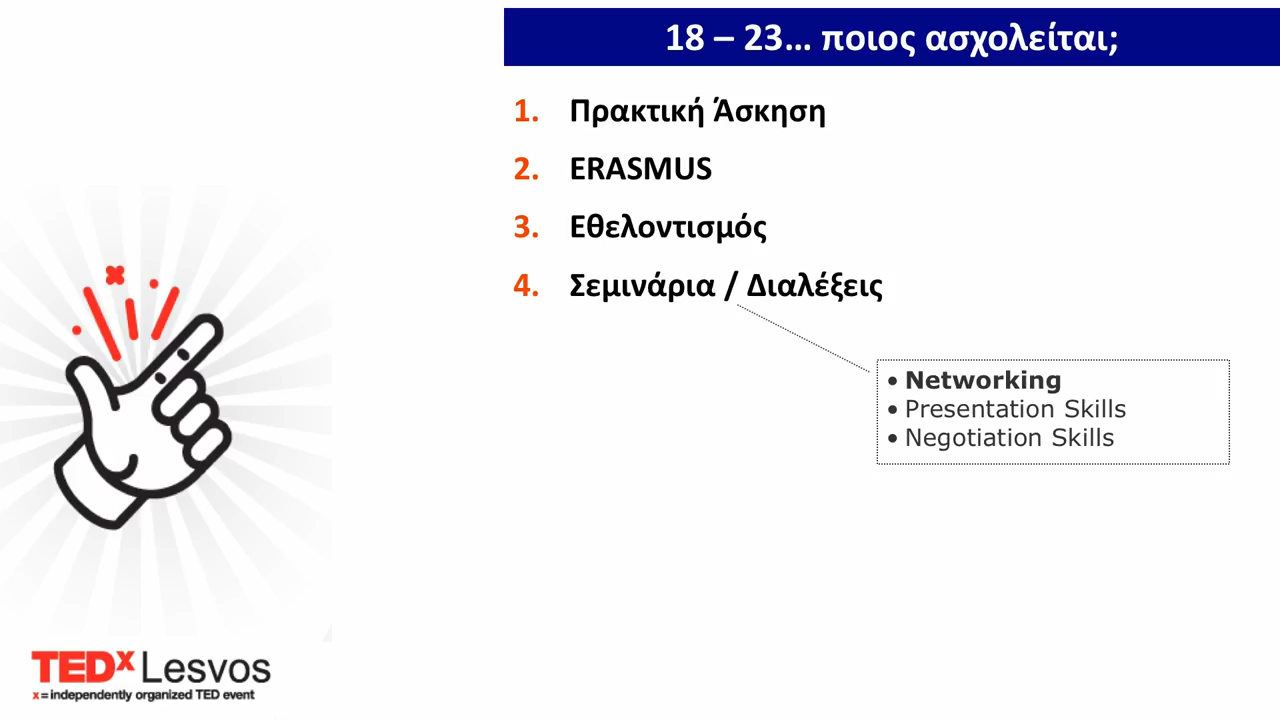 18 – 23… ποιος ασχολείται;
1. Πρακτική Άσκηση
2. ERASMUS
3. Εθελοντισμός
4. Σεμινάρια / Διαλέξεις
• Networking
• Presentation Skills
• Negotiation Skills
TEDx Lesvos
x = independently organized TED event